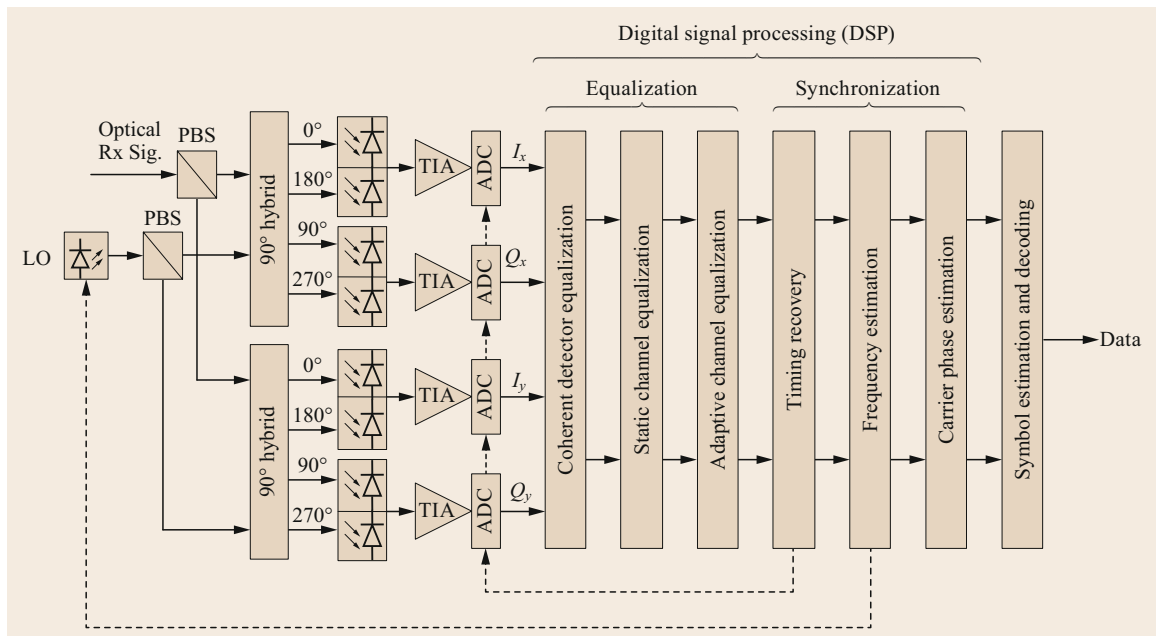 Digital signal processing (DSP)
Equalization
Synchronization
Optical
Rx Sig.
PBS
PBS
LO
90° hybrid
0°
180°
90°
270°
90° hybrid
0°
180°
90°
270°
TIA
TIA
TIA
TIA
ADC
ADC
ADC
ADC
Ix
Qx
Iy
Qy
Coherent detector equalization
Static channel equalization
Adaptive channel equalization
Timing recovery
Frequency estimation
Carrier phase estimation
Symbol estimation and decoding
Data